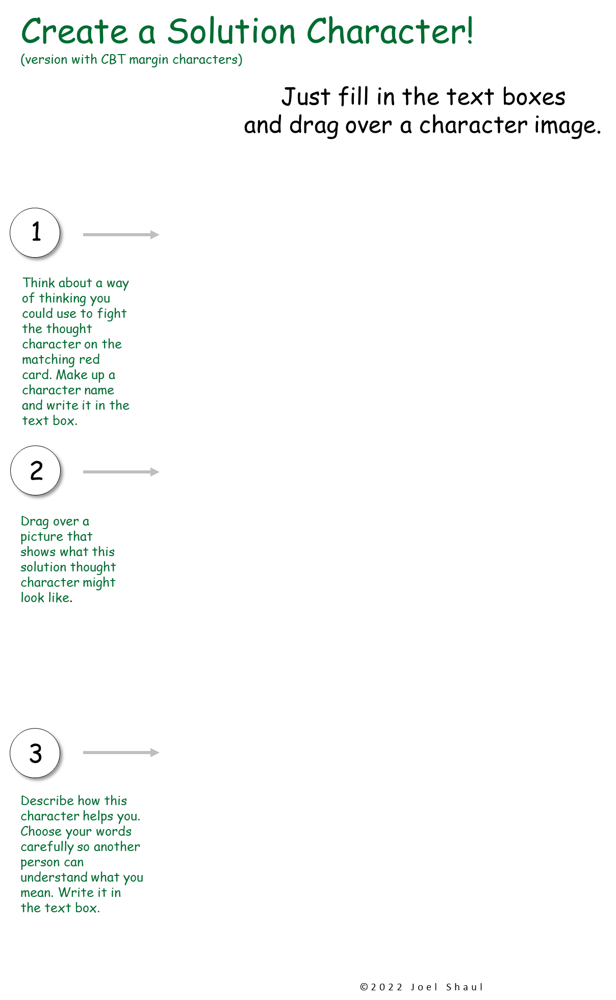 Create a Solution Character!
(version with CBT margin characters)
Just fill in the text boxes
and drag over a character image.
1
Think about a way
of thinking you
could use to fight
the thought
character on the
matching red
card. Make up a
character name
and write it in the
text box.
2
Drag over a
picture that
shows what this
solution thought
character might
look like.
3
Describe how this
character helps you.
Choose your words
carefully so another
person can
understand what you
mean. Write it in
the text box.
©2022 Joel Shaul